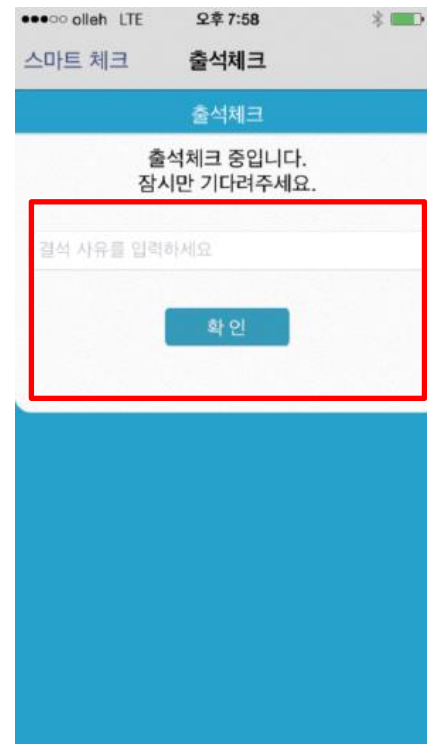 olleh LTE 오후 7:58
스마트 체크 출석체크
출석체크
출석체크 중입니다.
잠시만 기다려주세요.
결석 사유를 입력하세요
확인